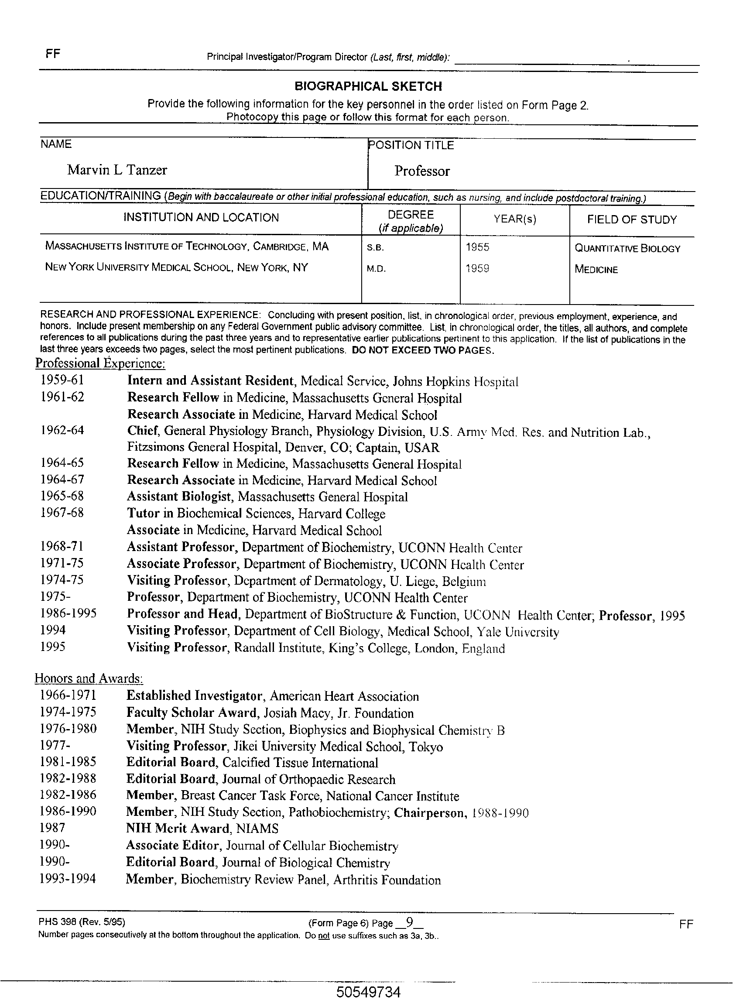 FF
Principal Investigator/Program Director (Last, first, middle):
BIOGRAPHICAL SKETCH
Provide the following information for the key personnel in the order listed on Form Page 2.
Photocopy this page or follow this format for each person.
NAME POSITION TITLE
Marvin L Tanzer Professor
EDUCATION/TRAINING (Begin with baccalaureate or other initial professional education, such as nursing, and include postdoctoral training.)
INSTITUTION AND LOCATION DEGREE (if applicable) YEAR(s) FIELD OF STUDY
MASSACHUSETTS INSTITUTE OF TECHNOLOGY, CAMBRIDGE, MA S.B. 1955 QUANTITATIVE BIOLOGY
NEW YORK UNIVERSITY MEDICAL SCHOOL, NEW YORK, NY M.D. 1959 MEDICINE
RESEARCH AND PROFESSIONAL EXPERIENCE: Concluding with present position, list, in chronological order, previous employment, experience, and
honors. Include present membership on any Federal Government public advisory committee. List, in chronological order, the titles, all authors, and complete
references to all publications during the past three years and to representative earlier publications pertinent to this application. If the list of publications in the
last three years exceeds two pages, select the most pertinent publications. DO NOT EXCEED TWO PAGES.
Professional Experience:
1959-61 Intern and Assistant Resident, Medical Service, Johns Hopkins Hospital
1961-62 Research Fellow in Medicine, Massachusetts General Hospital
Research Associate in Medicine, Harvard Medical School
1962-64 Chief, General Physiology Branch, Physiology Division, U.S. Army Med. Res. and Nutrition Lab.,
Fitzsimons General Hospital, Denver, CO; Captain, USAR
1964-65 Research Fellow in Medicine, Massachusetts General Hospital
1964-67 Research Associate in Medicine, Harvard Medical School
1965-68 Assistant Biologist, Massachusetts General Hospital
1967-68 Tutor in Biochemical Sciences, Harvard College
Associate in Medicine, Harvard Medical School
1968-71 Assistant Professor, Department of Biochemistry, UCONN Health Center
1971-75 Associate Professor, Department of Biochemistry, UCONN Health Center
1974-75 Visiting Professor, Department of Dermatology, U. Liege, Belgium
1975- Professor, Department of Biochemistry, UCONN Health Center
1986-1995 Professor and Head, Department of BioStructure & Function, UCONN Health Center; Professor, 1995
1994 Visiting Professor, Department of Cell Biology, Medical School, Yale University
1995 Visiting Professor, Randall Institute, King's College, London, England
Honors and Awards:
1966-1971 Established Investigator, American Heart Association
1974-1975 Faculty Scholar Award, Josiah Macy, Jr. Foundation
1976-1980 Member, NIH Study Section, Biophysics and Biophysical Chemistry B
1977- Visiting Professor, Jikei University Medical School, Tokyo
1981-1985 Editorial Board, Calcified Tissue International
1982-1988 Editorial Board, Journal of Orthopaedic Research
1982-1986 Member, Breast Cancer Task Force, National Cancer Institute
1986-1990 Member, NIH Study Section, Pathobiochemistry; Chairperson, 1988-1990
1987 NIH Merit Award, NIAMS
1990- Associate Editor, Journal of Cellular Biochemistry
1990- Editorial Board, Journal of Biological Chemistry
1993-1994 Member, Biochemistry Review Panel, Arthritis Foundation
PHS 398 (Rev. 5/95) (Form Page 6) Page 9 FF
Number pages consecutively at the bottom throughout the application. Do not use suffixes such as 3a, 3b..
50549734